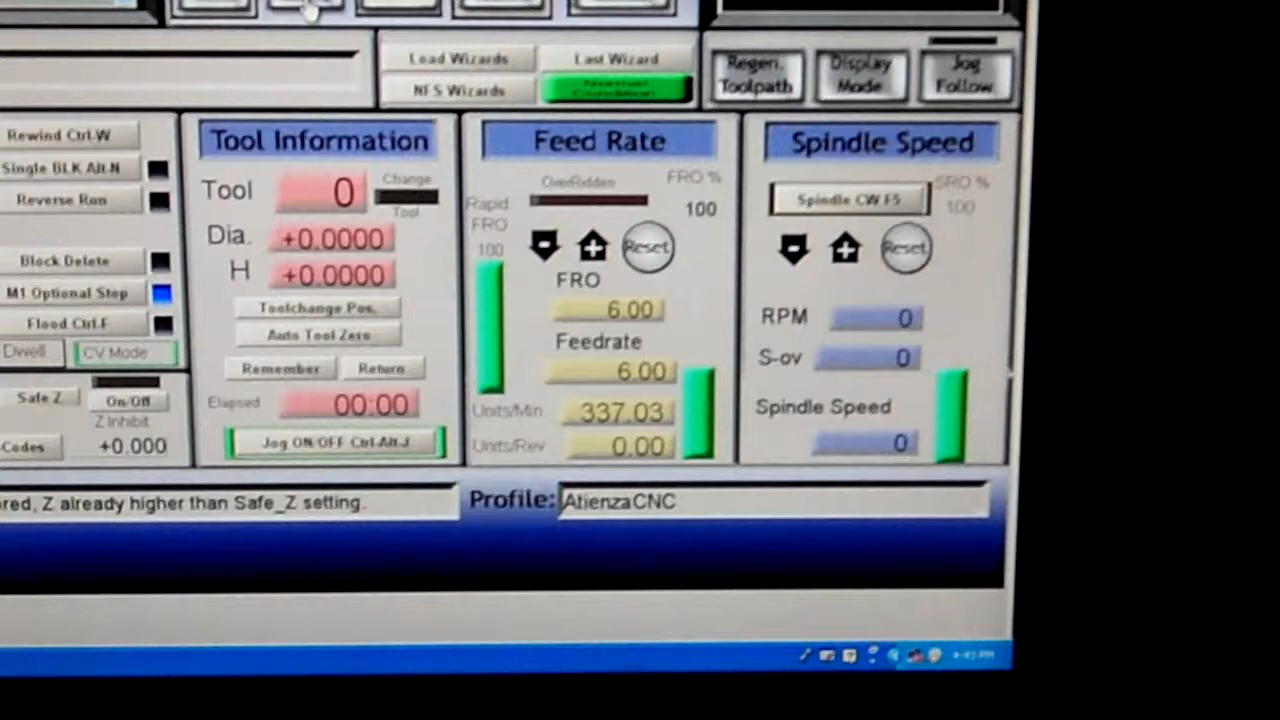 Load Wizards
Last Wizard
NFS Wizards
Normal
Condition
Regen.
Toolpath
Display
Mode
Jog
Follow
Rewind Ctrl-W
Single BLK Alt-N
Reverse Run
Block Delete
M1 Optional Stop
Flood Ctrl-F
Dwell
CV Mode
Safe Z
On/Off
Z Inhibit
Codes
+0.000
Tool Information
Tool
0
Change
Tool
Dia.
+0.0000
H
+0.0000
Toolchange Pos.
Auto Tool Zero
Remember
Return
Elapsed
00:00
Jog ON/OFF Ctrl-Alt-J
Feed Rate
OverRidden
FRO %
100
Rapid
FRO
100
Reset
FRO
6.00
Feedrate
6.00
Units/Min
337.03
Units/Rev
0.00
Spindle Speed
Spindle CW F5
SRO %
100
Reset
RPM
0
S-ov
0
Spindle Speed
0
red, Z already higher than Safe_Z setting.
Profile:
AtienzaCNC